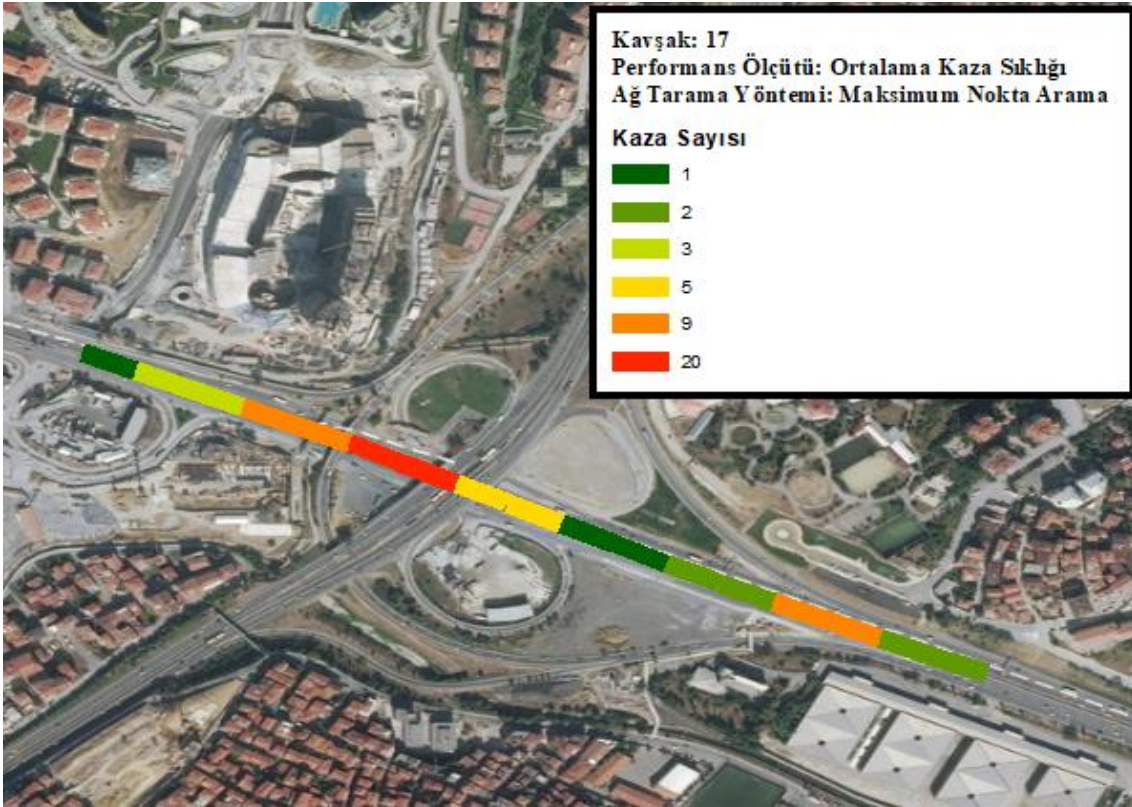 Kavşak: 17
Performans Ölçütü: Ortalama Kaza Sıklığı
Ağ Tarama Yöntemi: Maksimum Nokta Arama
Kaza Sayısı
1
2
3
5
9
20